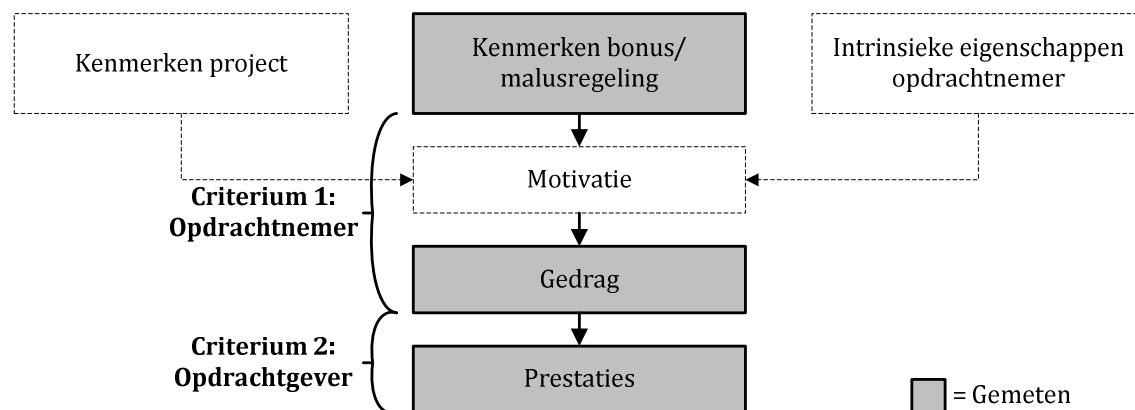 Kenmerken project
Kenmerken bonus/
malusregeling
Intrinsieke eigenschappen
opdrachtnemer
Motivatie
Criterium 1:
Opdrachtnemer
Gedrag
Criterium 2:
Opdrachtgever
Prestaties
= Gemeten